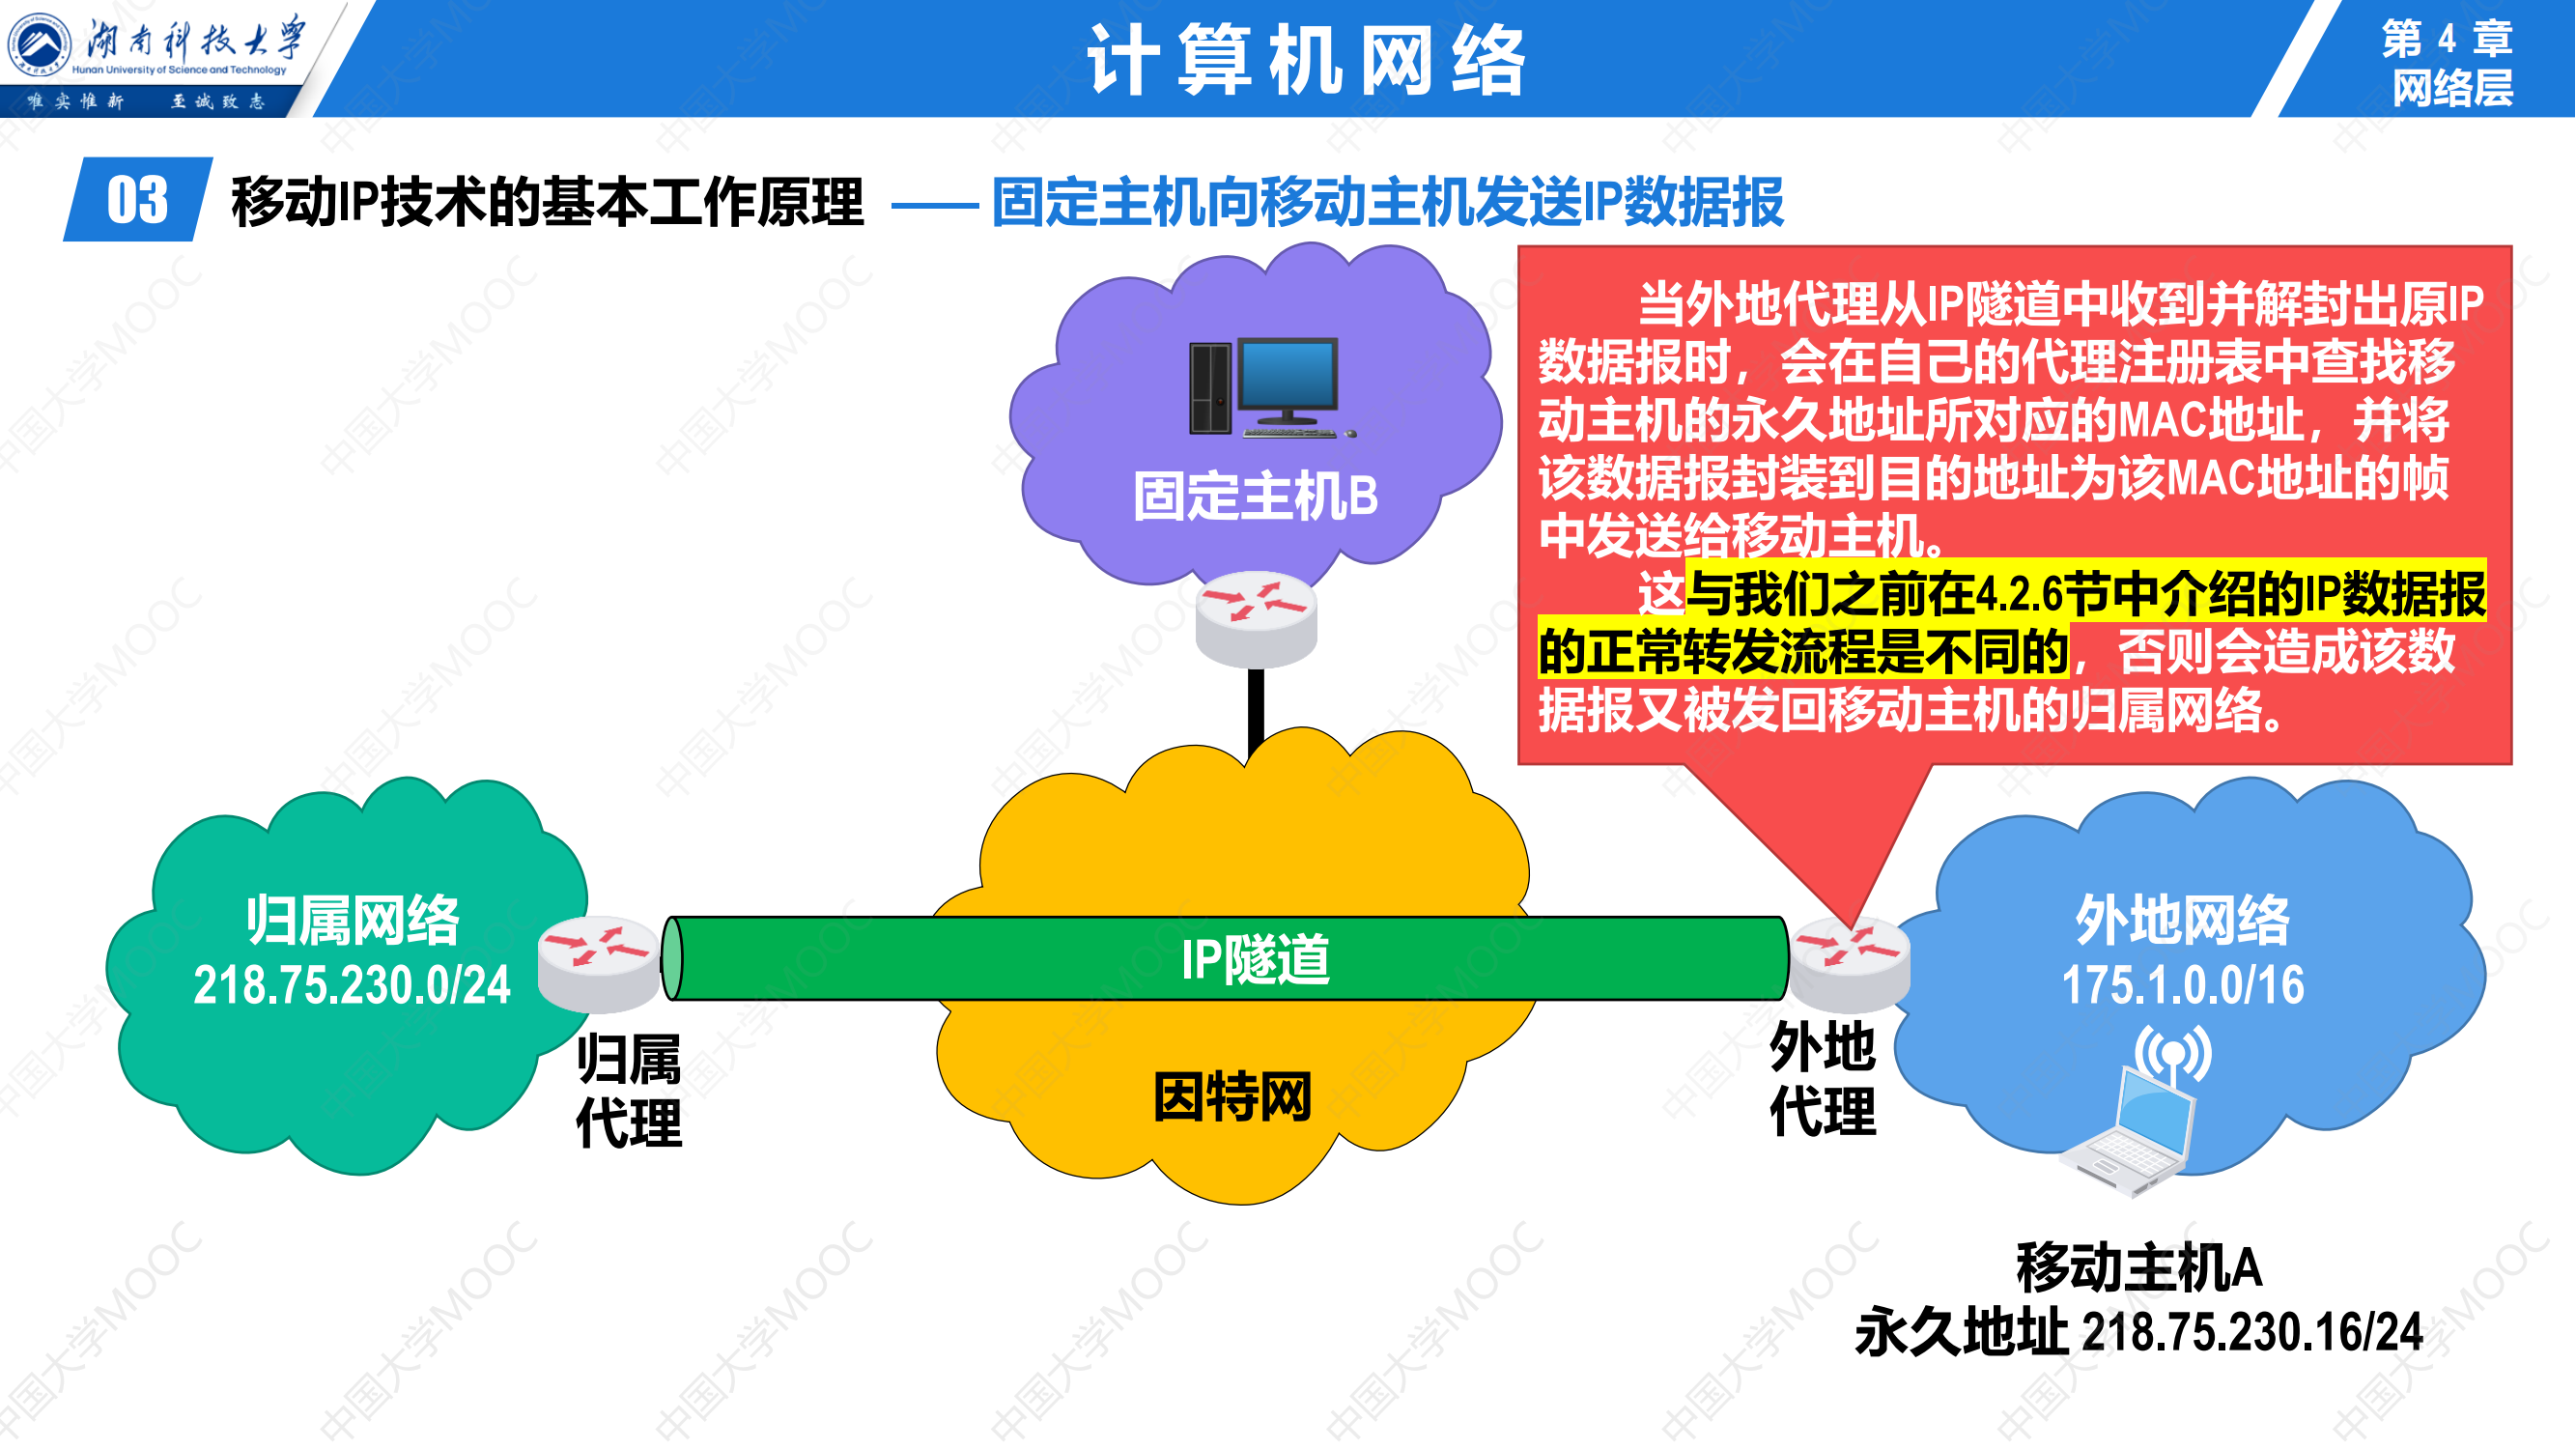 湖南科技大学
Hunan University of Science and Technology
唯实惟新 至诚致志
计算机网络
第 4 章
网络层
03 移动IP技术的基本工作原理 —— 固定主机向移动主机发送IP数据报
当外地代理从IP隧道中收到并解封出原IP
数据报时，会在自己的代理注册表中查找移
动主机的永久地址所对应的MAC地址，并将
该数据报封装到目的地址为该MAC地址的帧
中发送给移动主机。
这与我们之前在4.2.6节中介绍的IP数据报
的正常转发流程是不同的，否则会造成该数
据报又被发回移动主机的归属网络。
固定主机B
归属网络
218.75.230.0/24
归属
代理
IP隧道
因特网
外地
代理
外地网络
175.1.0.0/16
移动主机A
永久地址 218.75.230.16/24
中国大学MOOC